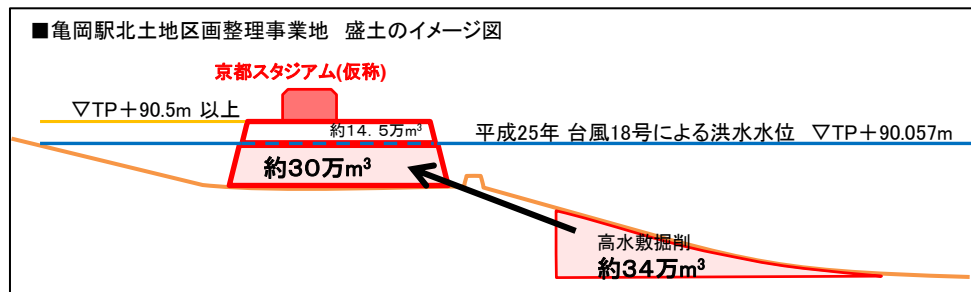 ■亀岡駅北土地区画整理事業地 盛土のイメージ図
京都スタジアム(仮称)
▽TP＋90.5m 以上
約14．5万m³
平成25年 台風18号による洪水水位 ▽TP＋90.057m
約30万m³
高水敷掘削
約34万m³